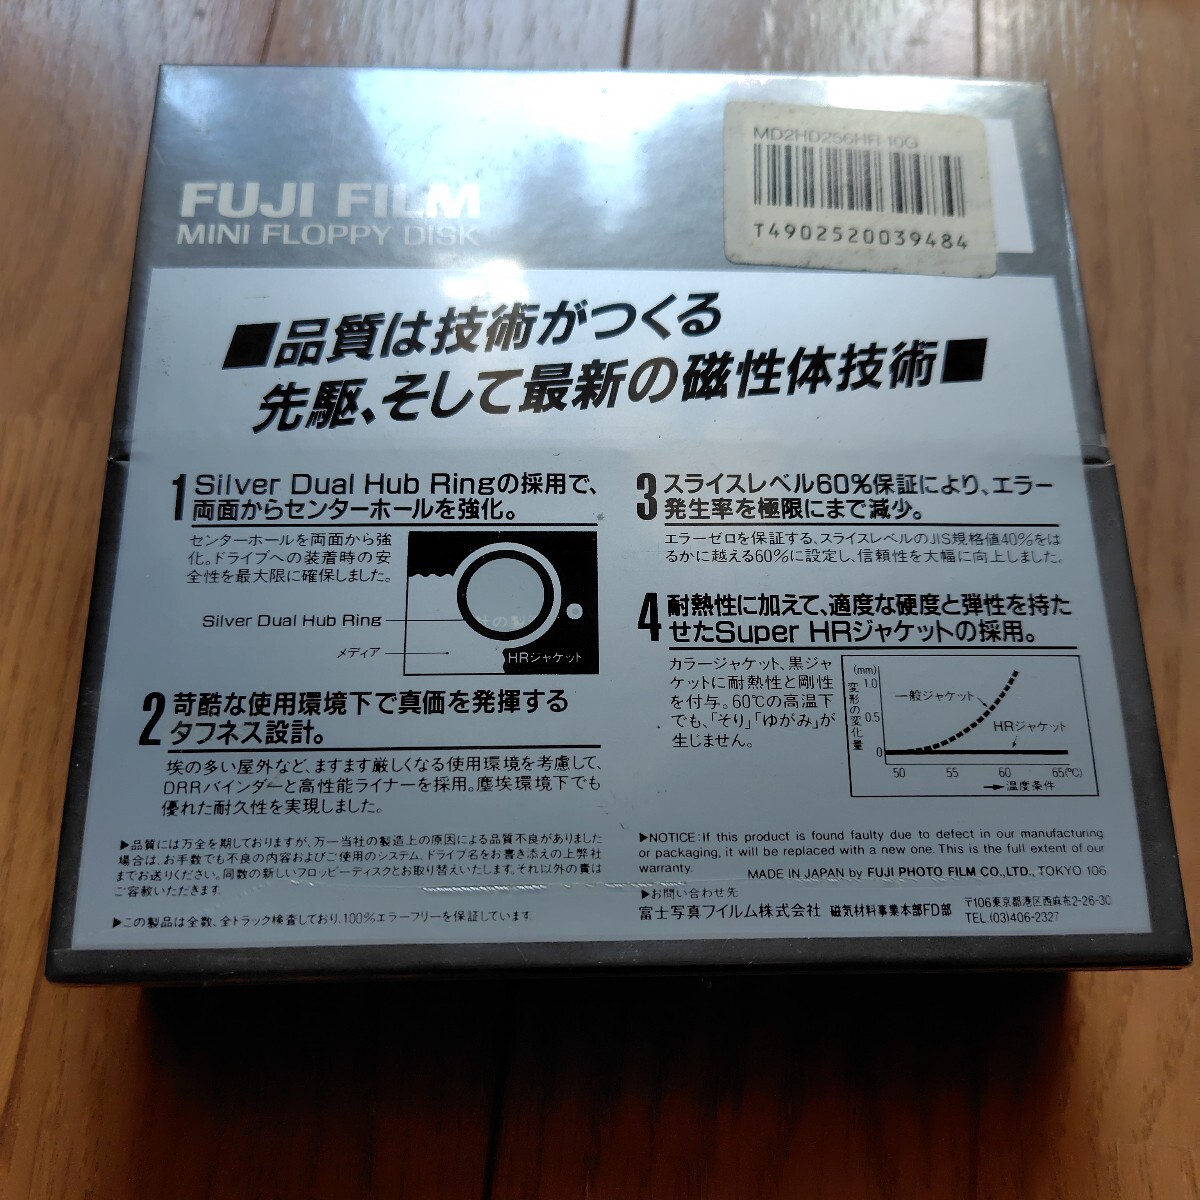 MD2HD256HR 10G
T4902520039484
FUJI FILM
MINI FLOPPY DISK
■品質は技術がつくる
先駆、そして最新の磁性体技術■
1 Silver Dual Hub Ringの採用で、
両面からセンターホールを強化。
センターホールを両面から強
化。ドライブへの装着時の安
全性を最大限に確保しました。
Silver Dual Hub Ring
メディア
HRジャケット
2 苛酷な使用環境下で真価を発揮する
タフネス設計。
埃の多い屋外など、ますます厳しくなる使用環境を考慮して、
DRRバインダーと高性能ライナーを採用。塵埃環境下でも
優れた耐久性を実現しました。
3 スライスレベル60%保証により、エラー
発生率を極限にまで減少。
エラーゼロを保証する、スライスレベルのJIS規格値40%をは
るかに越える60%に設定し、信頼性を大幅に向上しました。
4 耐熱性に加えて、適度な硬度と弾性を持た
せたSuper HRジャケットの採用。
カラージャケット、黒ジャ
ケットに耐熱性と剛性
を付与。60℃の高温下
でも、「そり」「ゆがみ」が
生じません。
(mm)
1.0
変形の変化量
0.5
0
一般ジャケット
HRジャケット
50 55 60 65(℃)
→温度条件
▶品質には万全を期しておりますが、万一当社の製造上の原因による品質不良がありました
場合は、お手数でも不良の内容およびご使用のシステム、ドライブ名をお書き添えの上弊社
までお送りください。同数の新しいフロッピーディスクとお取り替えいたします。それ以外の責は
ご容赦いただきます。
▶この製品は全数、全トラック検査しており、100%エラーフリーを保証しています
▶NOTICE: If this product is found faulty due to defect in our manufacturing
or packaging, it will be replaced with a new one. This is the full extent of our
warranty.
MADE IN JAPAN by FUJI PHOTO FILM CO., LTD., TOKYO 106
▶お問い合わせ先
富士写真フイルム株式会社 磁気材料事業本部FD部
〒106東京都港区西麻布2-26-30
TEL.(03)406-2327